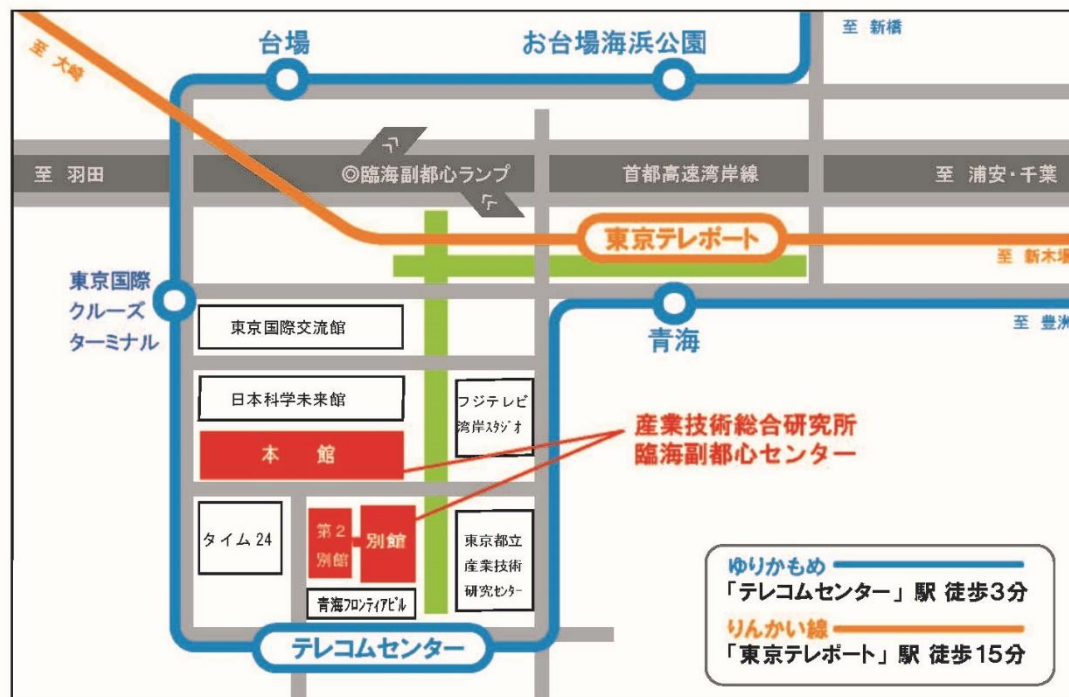 至 新橋
台場
お台場海浜公園
至 大崎
至 羽田
◎臨海副都心ランプ
首都高速湾岸線
至 浦安・千葉
東京テレポート
至 新木場
東京国際
クルーズ
ターミナル
青海
至 豊洲
東京国際交流館
日本科学未来館
フジテレビ
湾岸スタジオ
本館
産業技術総合研究所
臨海副都心センター
タイム24
第2
別館
別館
東京都立
産業技術
研究センター
青海フロンティアビル
テレコムセンター
ゆりかもめ
「テレコムセンター」駅 徒歩3分
りんかい線
「東京テレポート」駅 徒歩15分